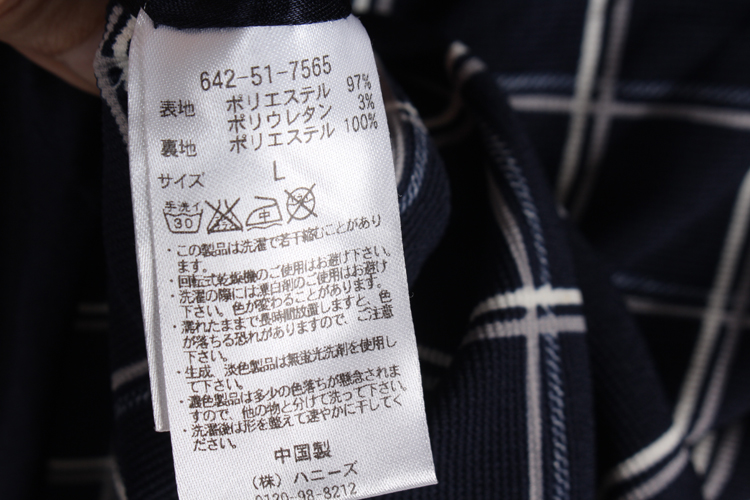 642-51-7565
表地 ポリエステル 97%
ポリウレタン 3%
裏地 ポリエステル 100%
サイズ L
手洗イ
30
中
・この製品は洗濯で若干縮むことがあり
ます。
・回転式乾燥機のご使用はお避け下さい。
・洗濯の際には漂白剤のご使用はお避け
下さい。色が変わることがあります。
・濡れたままで長時間放置しますと、色
が落ちる恐れがありますので、ご注意
下さい。
・生成、淡色製品は無蛍光洗剤を使用し
て下さい。
・濃色製品は多少の色落ちが懸念されま
すので、他の物と分けて洗って下さい。
・洗濯後は形を整えて速やかに干してく
ださい。
中国製
(株) ハニーズ
0120-98-8212